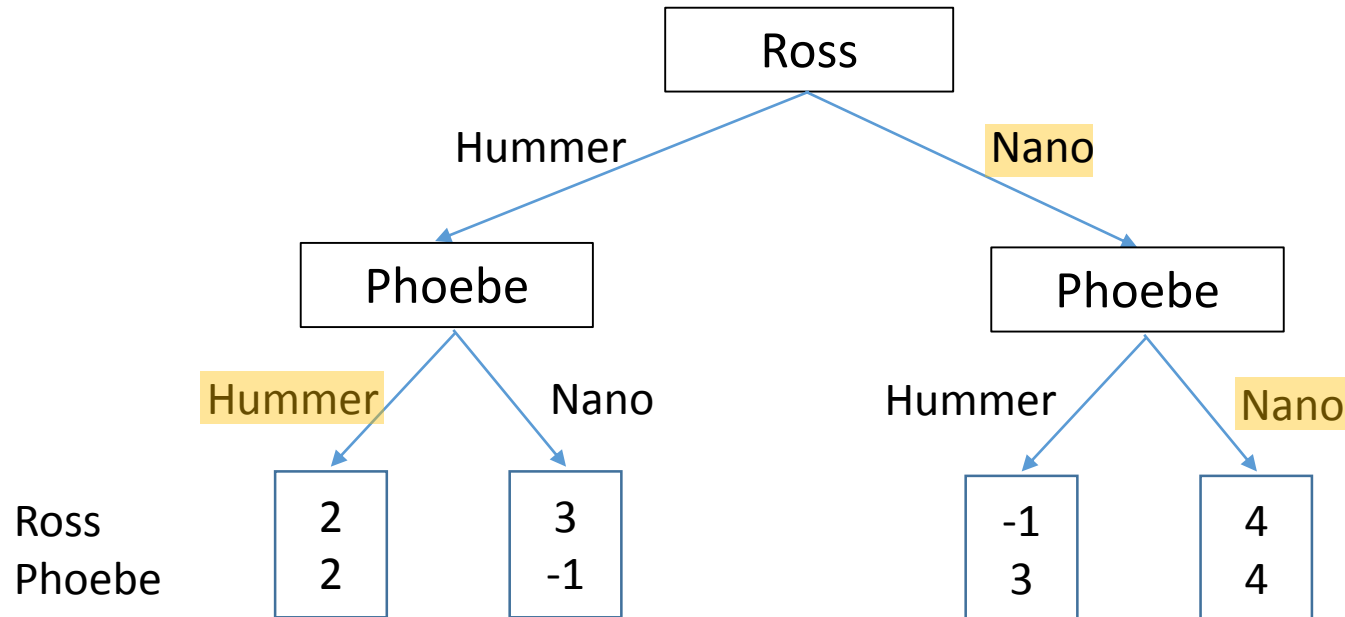 Ross
Hummer Nano
Phoebe Phoebe
Hummer Nano Hummer Nano
Ross 2 3 -1 4
Phoebe 2 -1 3 4